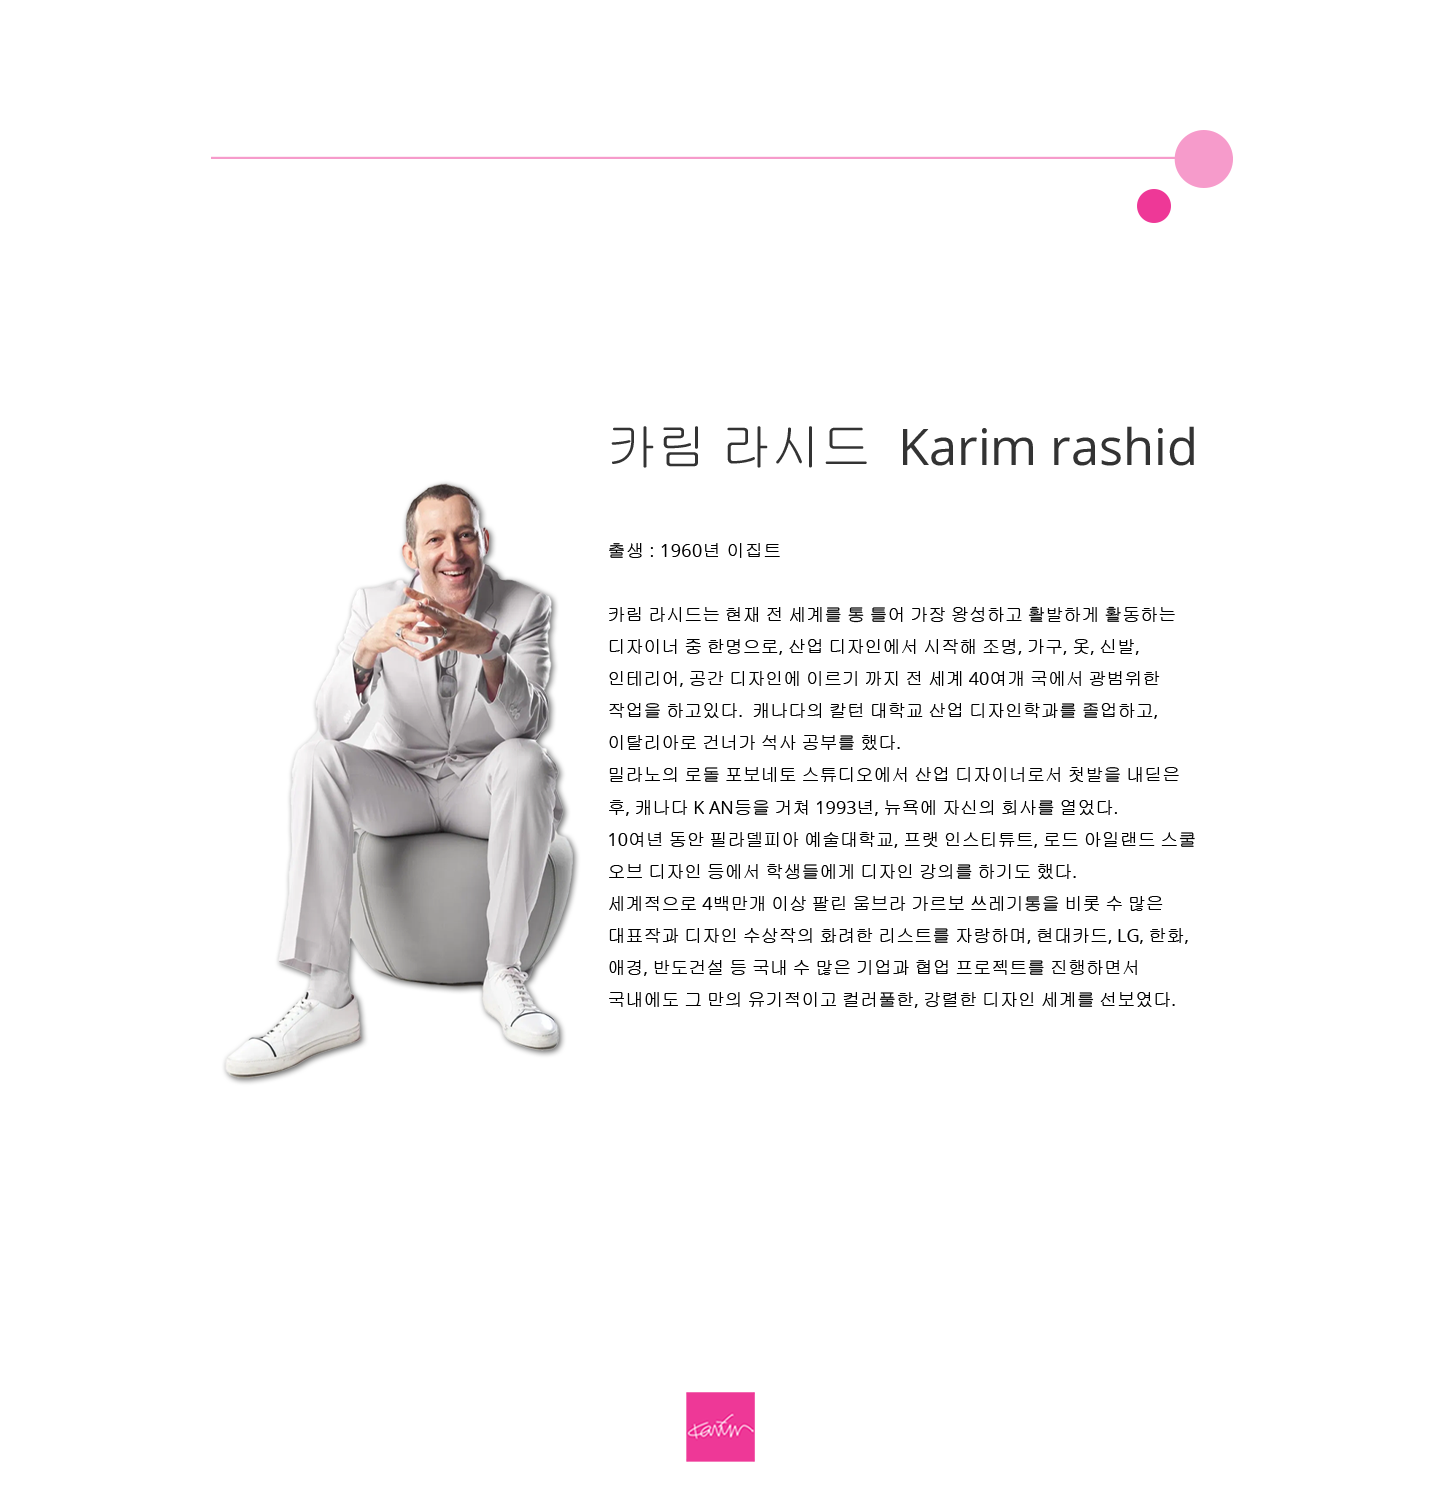 카림 라시드  Karim rashid
출생 : 1960년 이집트
카림 라시드는 현재 전 세계를 통 틀어 가장 왕성하고 활발하게 활동하는
디자이너 중 한명으로, 산업 디자인에서 시작해 조명, 가구, 옷, 신발,
인테리어, 공간 디자인에 이르기 까지 전 세계 40여개 국에서 광범위한
작업을 하고있다.  캐나다의 칼턴 대학교 산업 디자인학과를 졸업하고,
이탈리아로 건너가 석사 공부를 했다.
밀라노의 로돌 포보네토 스튜디오에서 산업 디자이너로서 첫발을 내딛은
후, 캐나다 K AN등을 거쳐 1993년, 뉴욕에 자신의 회사를 열었다.
10여년 동안 필라델피아 예술대학교, 프랫 인스티튜트, 로드 아일랜드 스쿨
오브 디자인 등에서 학생들에게 디자인 강의를 하기도 했다.
세계적으로 4백만개 이상 팔린 움브라 가르보 쓰레기통을 비롯 수 많은
대표작과 디자인 수상작의 화려한 리스트를 자랑하며, 현대카드, LG, 한화,
애경, 반도건설 등 국내 수 많은 기업과 협업 프로젝트를 진행하면서
국내에도 그 만의 유기적이고 컬러풀한, 강렬한 디자인 세계를 선보였다.
Karim